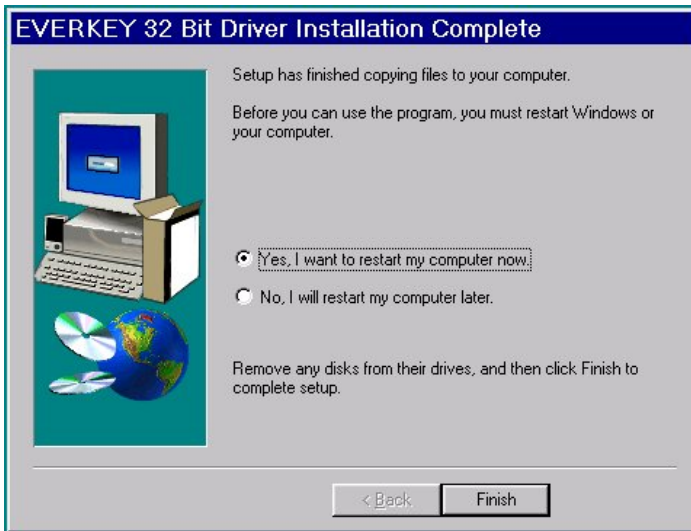 EVERKEY 32 Bit Driver Installation Complete
Setup has finished copying files to your computer.
Before you can use the program, you must restart Windows or
your computer.
Yes, I want to restart my computer now.
No, I will restart my computer later.
Remove any disks from their drives, and then click Finish to
complete setup.
< Back
Finish